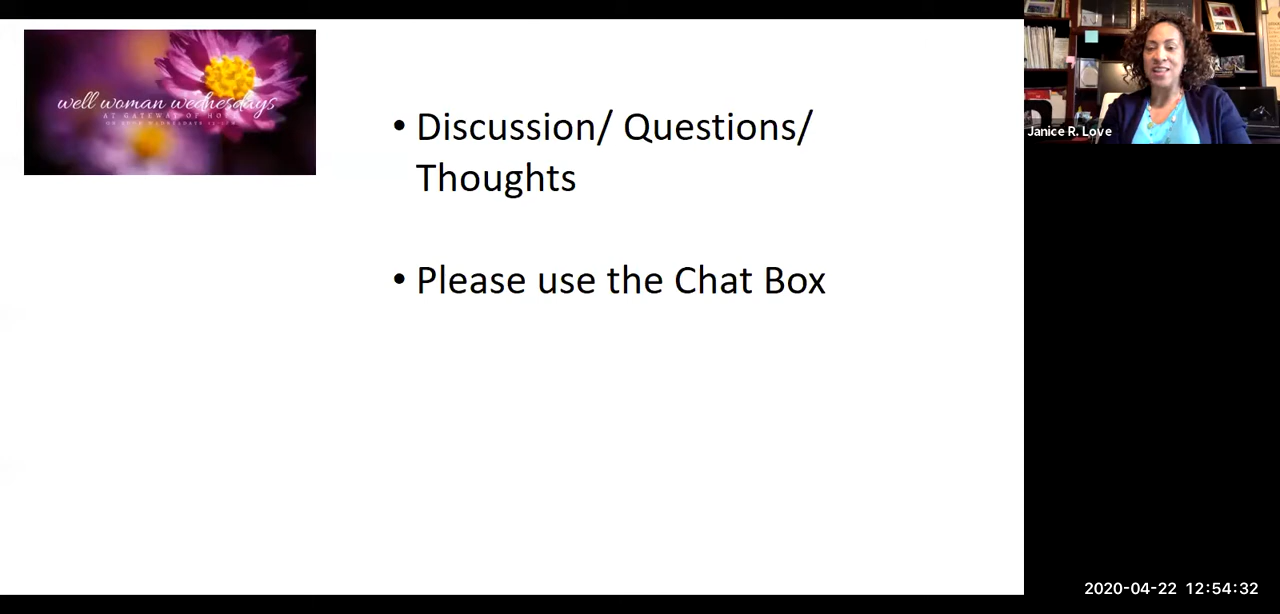 well woman wednesdays
AT GATEWAY OF HOPE
• Discussion/ Questions/
Thoughts
• Please use the Chat Box
Janice R. Love
2020-04-22 12:54:32